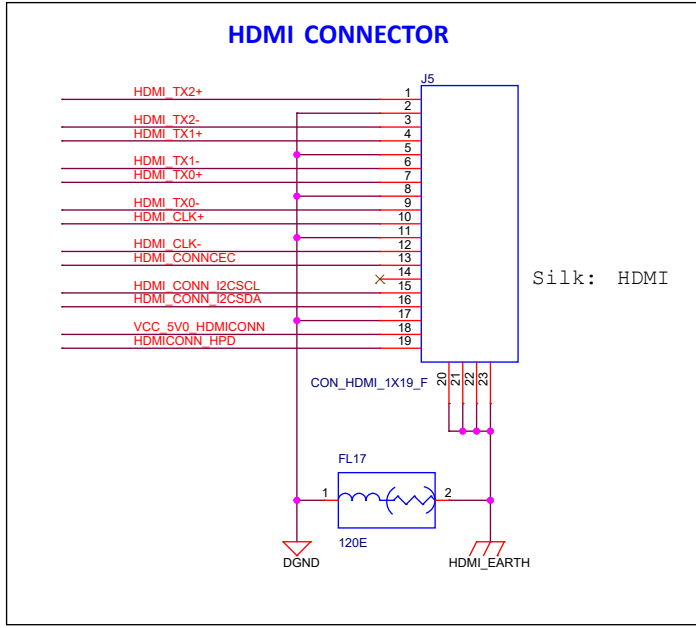 HDMI CONNECTOR
J5
HDMI_TX2+ 1
2
HDMI_TX2- 3
HDMI_TX1+ 4
5
HDMI_TX1- 6
HDMI_TX0+ 7
8
HDMI_TX0- 9
HDMI_CLK+ 10
11
HDMI_CLK- 12
HDMI_CONNCEC 13
14
HDMI_CONN_I2CSCL 15
HDMI_CONN_I2CSDA 16
17
VCC_5V0_HDMICONN 18
HDMICONN_HPD 19
Silk: HDMI
CON_HDMI_1X19_F
20 21 22 23
FL17
1 2
120E
DGND
HDMI_EARTH